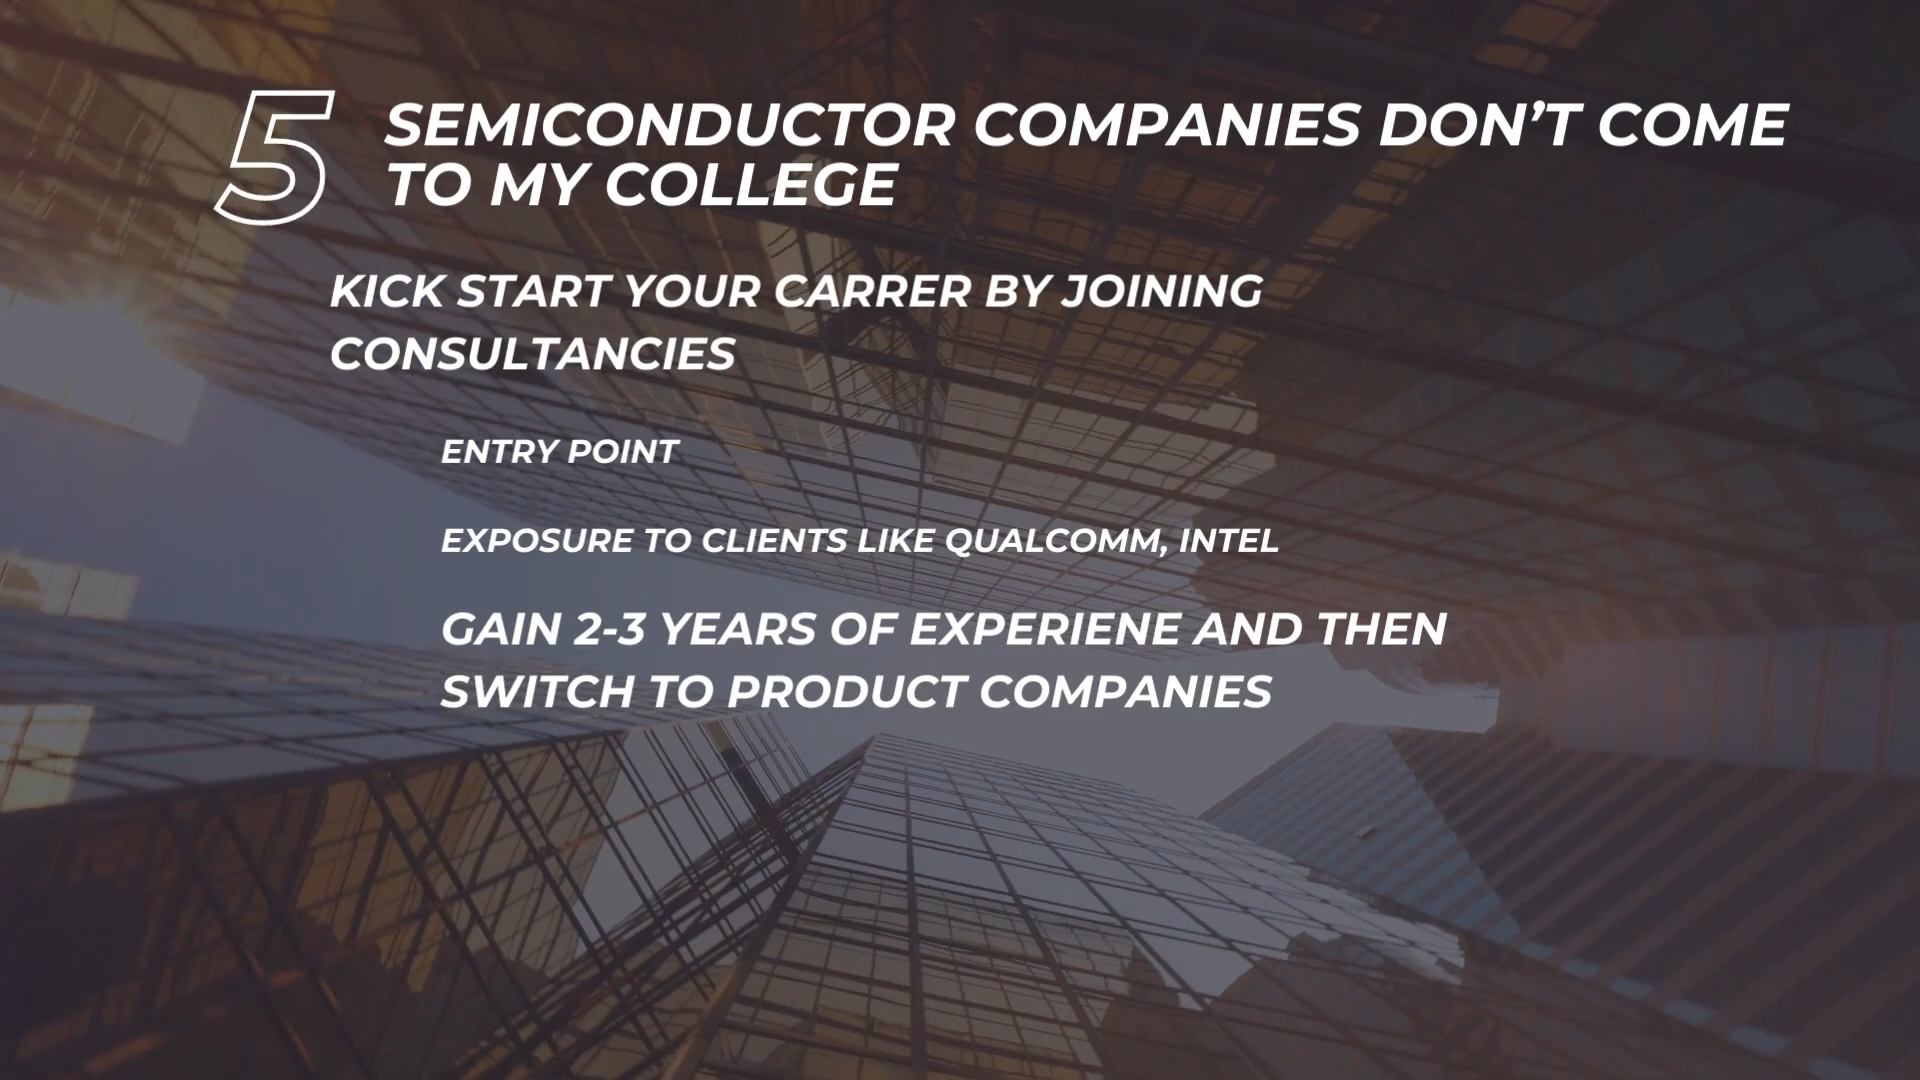 5
SEMICONDUCTOR COMPANIES DON’T COME
TO MY COLLEGE
KICK START YOUR CARRER BY JOINING
CONSULTANCIES
ENTRY POINT
EXPOSURE TO CLIENTS LIKE QUALCOMM, INTEL
GAIN 2-3 YEARS OF EXPERIENE AND THEN
SWITCH TO PRODUCT COMPANIES